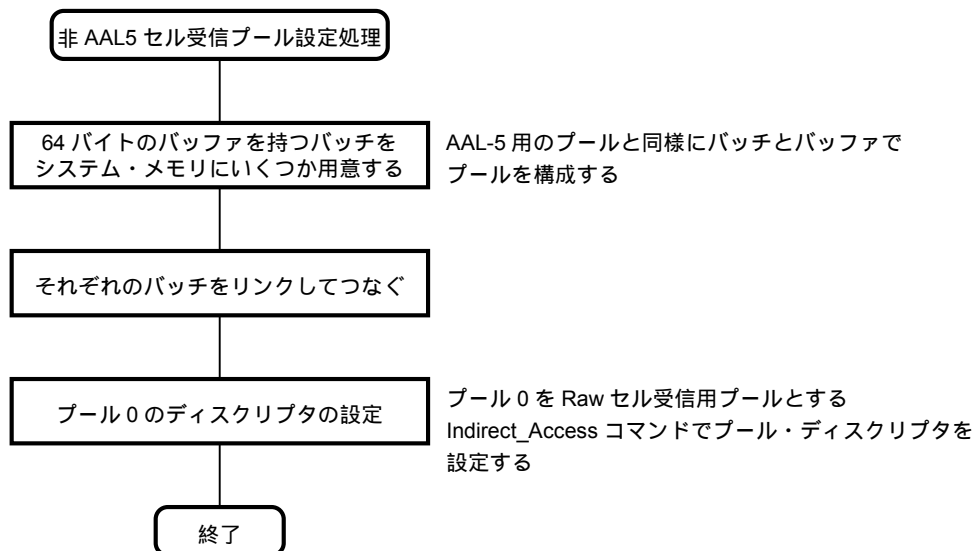 非 AAL5 セル受信プール設定処理
64 バイトのバッファを持つバッチを
システム・メモリにいくつか用意する
AAL-5 用のプールと同様にバッチとバッファで
プールを構成する
それぞれのバッチをリンクしてつなぐ
プール 0 のディスクリプタの設定
プール 0 を Raw セル受信用プールとする
Indirect_Access コマンドでプール・ディスクリプタを
設定する
終了